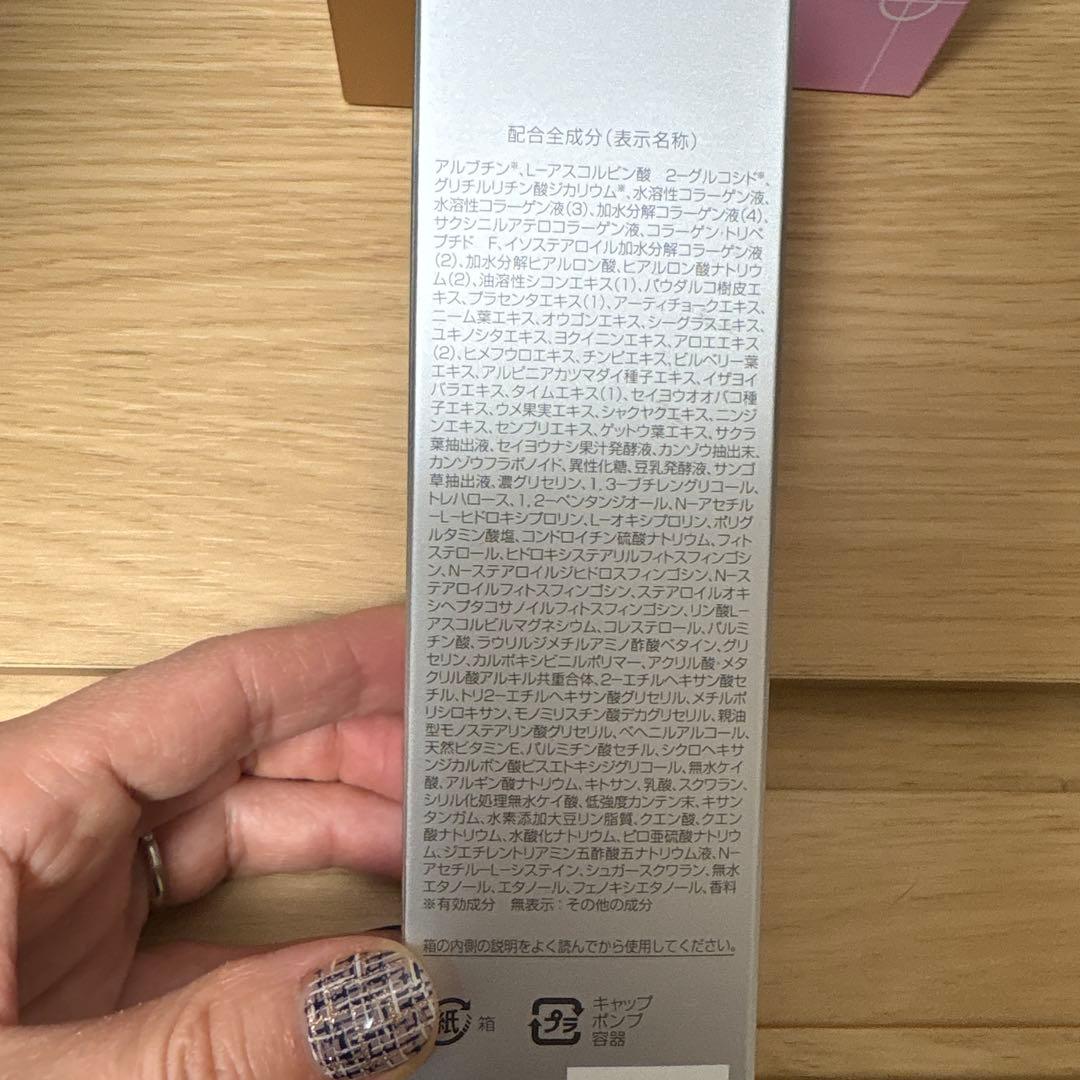 配合全成分(表示名称)
アルブチン※、L-アスコルビン酸 2-グルコシド※、
グリチルリチン酸ジカリウム※、水溶性コラーゲン液、
水溶性コラーゲン液(3)、加水分解コラーゲン液(4)、
サクシニルアテロコラーゲン液、コラーゲン・トリペ
プチド F、イソステアロイル加水分解コラーゲン液
(2)、加水分解ヒアルロン酸、ヒアルロン酸ナトリウ
ム(2)、油溶性シコンエキス(1)、パウダルコ樹皮エ
キス、プラセンタエキス(1)、アーティチョークエキス、
ニーム葉エキス、オウゴンエキス、シーグラスエキス、
ユキノシタエキス、ヨクイニンエキス、アロエエキス
(2)、ヒメフウロエキス、チンピエキス、ビルベリー葉
エキス、アルピニアカツマダイ種子エキス、イザヨイ
バラエキス、タイムエキス(1)、セイヨウオオバコ種
子エキス、ウメ果実エキス、シャクヤクエキス、ニンジ
ンエキス、センブリエキス、ゲットウ葉エキス、サクラ
葉抽出液、セイヨウナシ果汁発酵液、カンゾウ抽出末、
カンゾウフラボノイド、異性化糖、豆乳発酵液、サンゴ
草抽出液、濃グリセリン、1,3-ブチレングリコール、
トレハロース、1,2-ペンタンジオール、N-アセチル
-L-ヒドロキシプロリン、L-オキシプロリン、ポリグ
ルタミン酸塩、コンドロイチン硫酸ナトリウム、フィト
ステロール、ヒドロキシステアリルフィトスフィンゴシ
ン、N-ステアロイルジヒドロスフィンゴシン、N-ス
テアロイルフィトスフィンゴシン、ステアロイルオキ
シヘプタコサノイルフィトスフィンゴシン、リン酸L-
アスコルビルマグネシウム、コレステロール、パルミ
チン酸、ラウリルジメチルアミノ酢酸ベタイン、グリ
セリン、カルボキシビニルポリマー、アクリル酸・メタ
クリル酸アルキル共重合体、2-エチルヘキサン酸セ
チル、トリ2-エチルヘキサン酸グリセリル、メチルポ
リシロキサン、モノミリスチン酸デカグリセリル、親油
型モノステアリン酸グリセリル、ベヘニルアルコール、
天然ビタミンE、パルミチン酸セチル、シクロヘキサ
ンジカルボン酸ビスエトキシジグリコール、無水ケイ
酸、アルギン酸ナトリウム、キトサン、乳酸、スクワラン、
シリル化処理無水ケイ酸、低強度カンテン末、キサン
タンガム、水素添加大豆リン脂質、クエン酸、クエン
酸ナトリウム、水酸化ナトリウム、ピロ亜硫酸ナトリウ
ム、ジエチレントリアミン五酢酸五ナトリウム液、N-
アセチル-L-システイン、シュガースクワラン、無水
エタノール、エタノール、フェノキシエタノール、香料
※有効成分 無表示:その他の成分
箱の内側の説明をよく読んでから使用してください。
紙 箱
プラ キャップ
ポンプ
容器